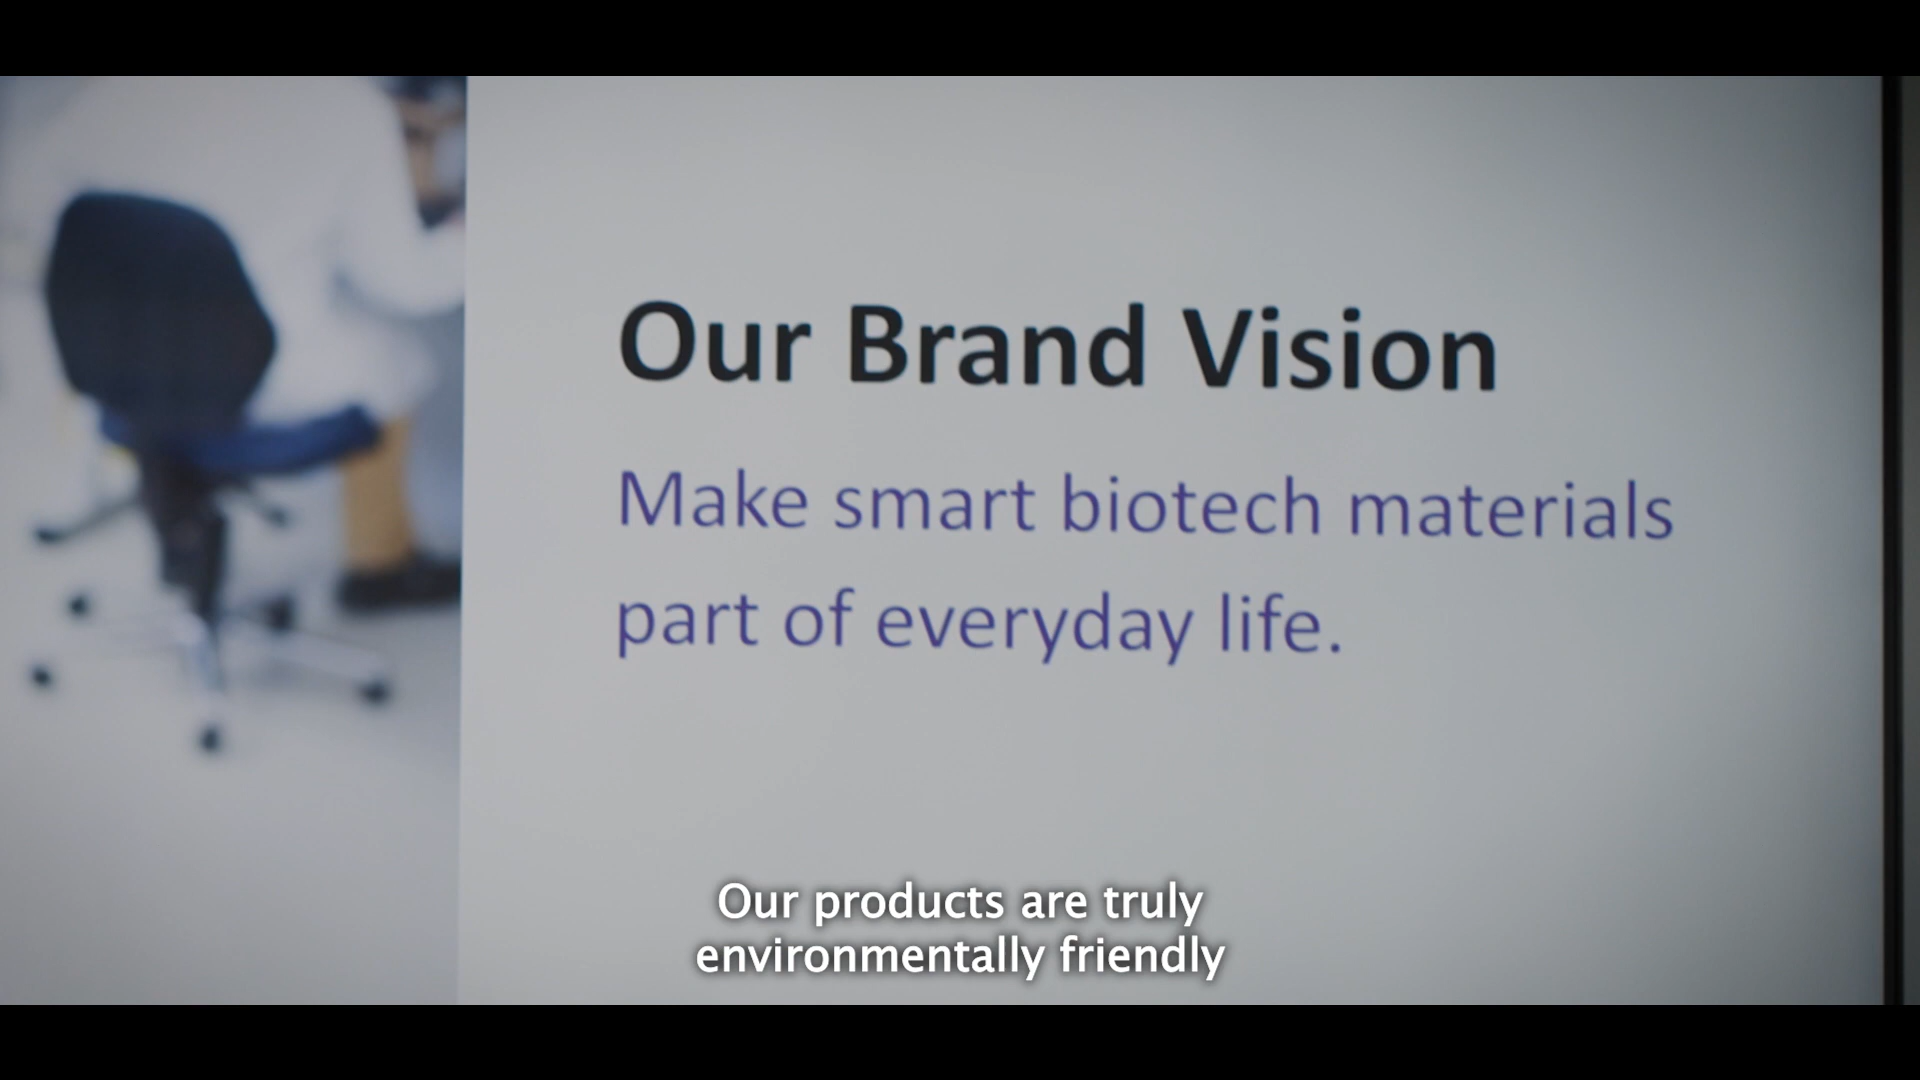 Our Brand Vision
Make smart biotech materials
part of everyday life.
Our products are truly
environmentally friendly